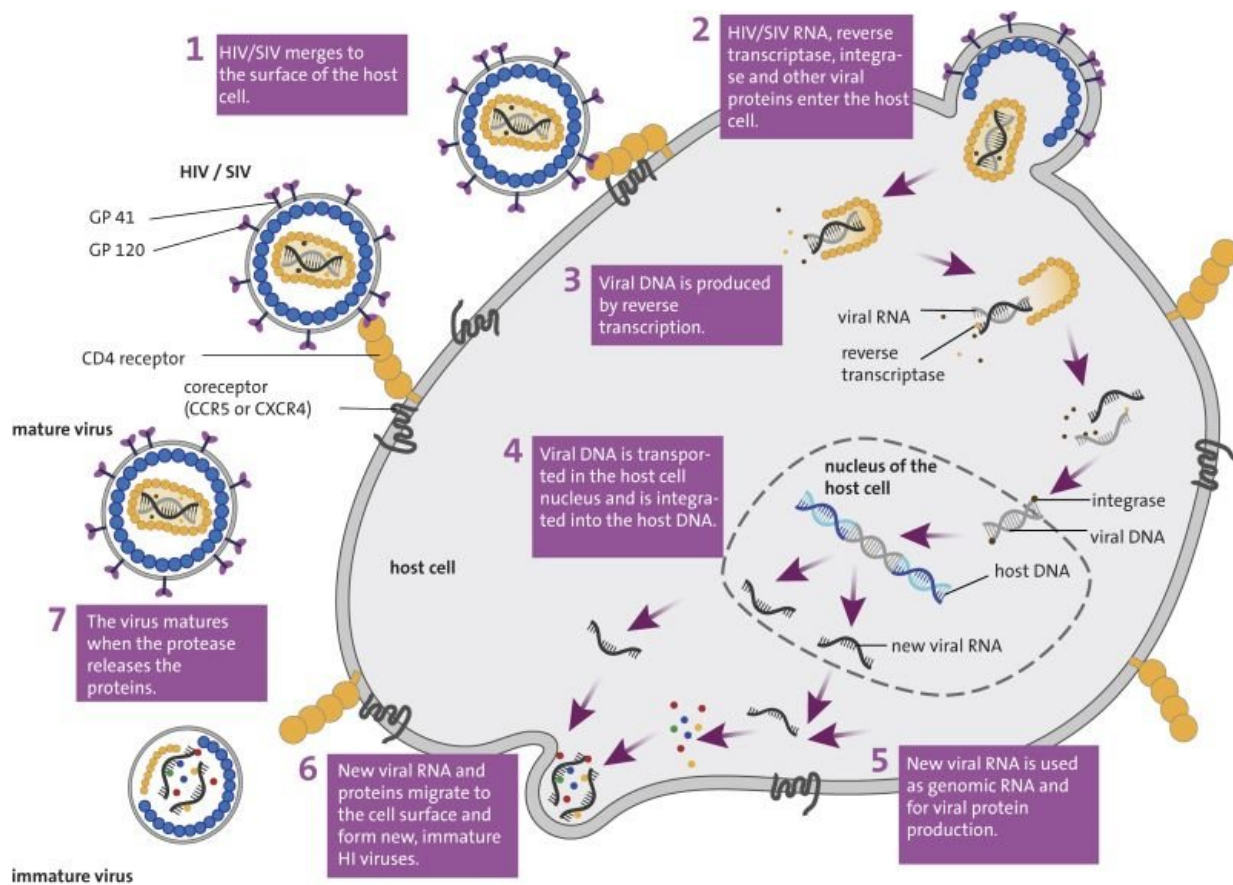 1
HIV/SIV merges to
the surface of the host
cell.
2
HIV/SIV RNA, reverse
transcriptase, integra-
se and other viral
proteins enter the host
cell.
HIV / SIV
GP 41
GP 120
3
Viral DNA is produced
by reverse
transcription.
viral RNA
reverse
transcriptase
CD4 receptor
coreceptor
(CCR5 or CXCR4)
mature virus
4
Viral DNA is transpor-
ted in the host cell
nucleus and is integra-
ted into the host DNA.
nucleus of the
host cell
integrase
viral DNA
host DNA
host cell
new viral RNA
7
The virus matures
when the protease
releases the
proteins.
6
New viral RNA and
proteins migrate to
the cell surface and
form new, immature
HI viruses.
5
New viral RNA is used
as genomic RNA and
for viral protein
production.
immature virus